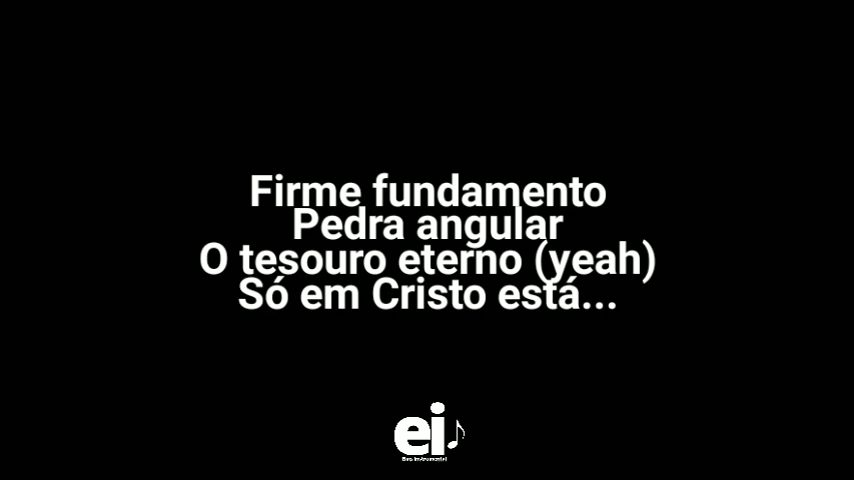 Firme fundamento
Pedra angular
O tesouro eterno (yeah)
Só em Cristo está...
ei